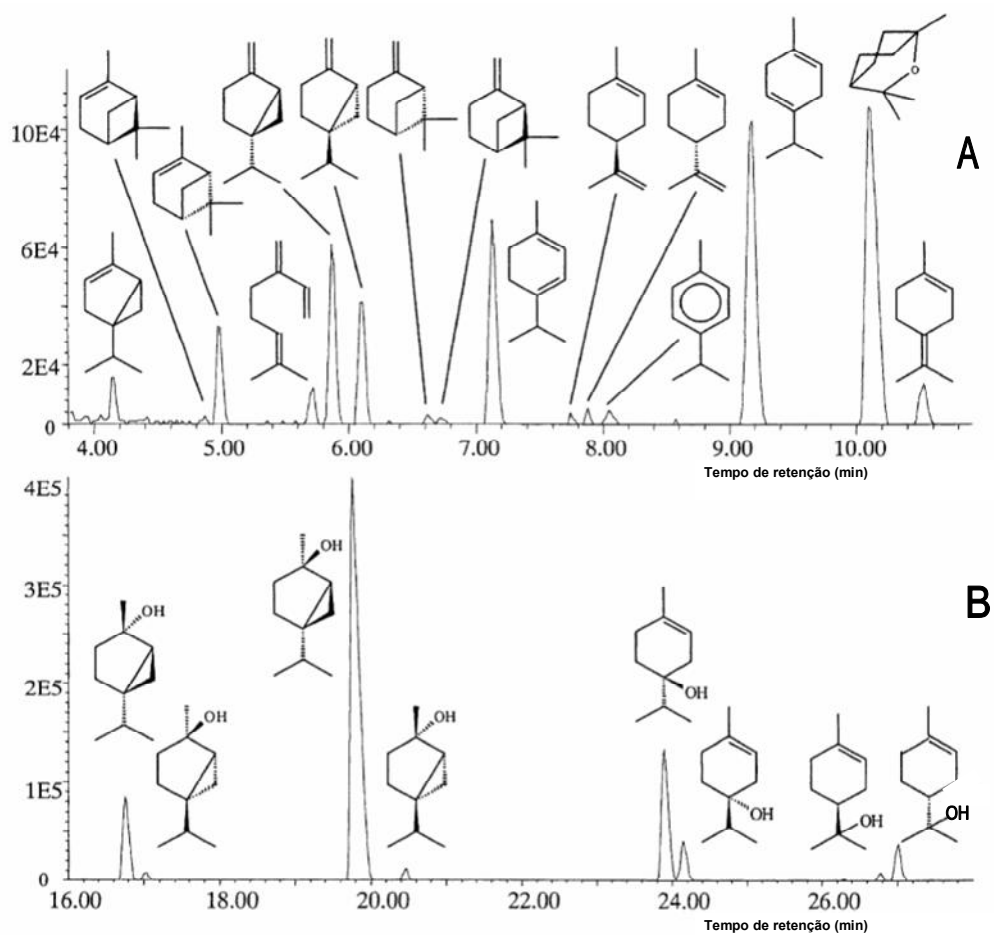 O
A
10E4
6E4
2E4
0
4.00 5.00 6.00 7.00 8.00 9.00 10.00
Tempo de retenção (min)
4E5
B
3E5
2E5
1E5
0
OH
OH
OH
OH
OH
OH
OH
OH
16.00 18.00 20.00 22.00 24.00 26.00
Tempo de retenção (min)